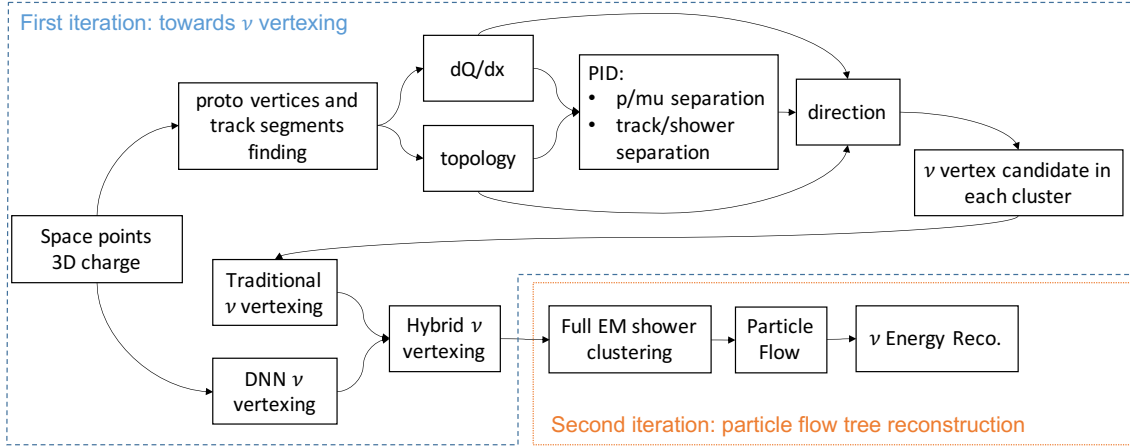 First iteration: towards ν vertexing
proto vertices and
track segments
finding
dQ/dx
topology
PID:
• p/mu separation
• track/shower
separation
direction
ν vertex candidate in
each cluster
Space points
3D charge
Traditional
ν vertexing
DNN ν
vertexing
Hybrid ν
vertexing
Full EM shower
clustering
Particle
Flow
ν Energy Reco.
Second iteration: particle flow tree reconstruction